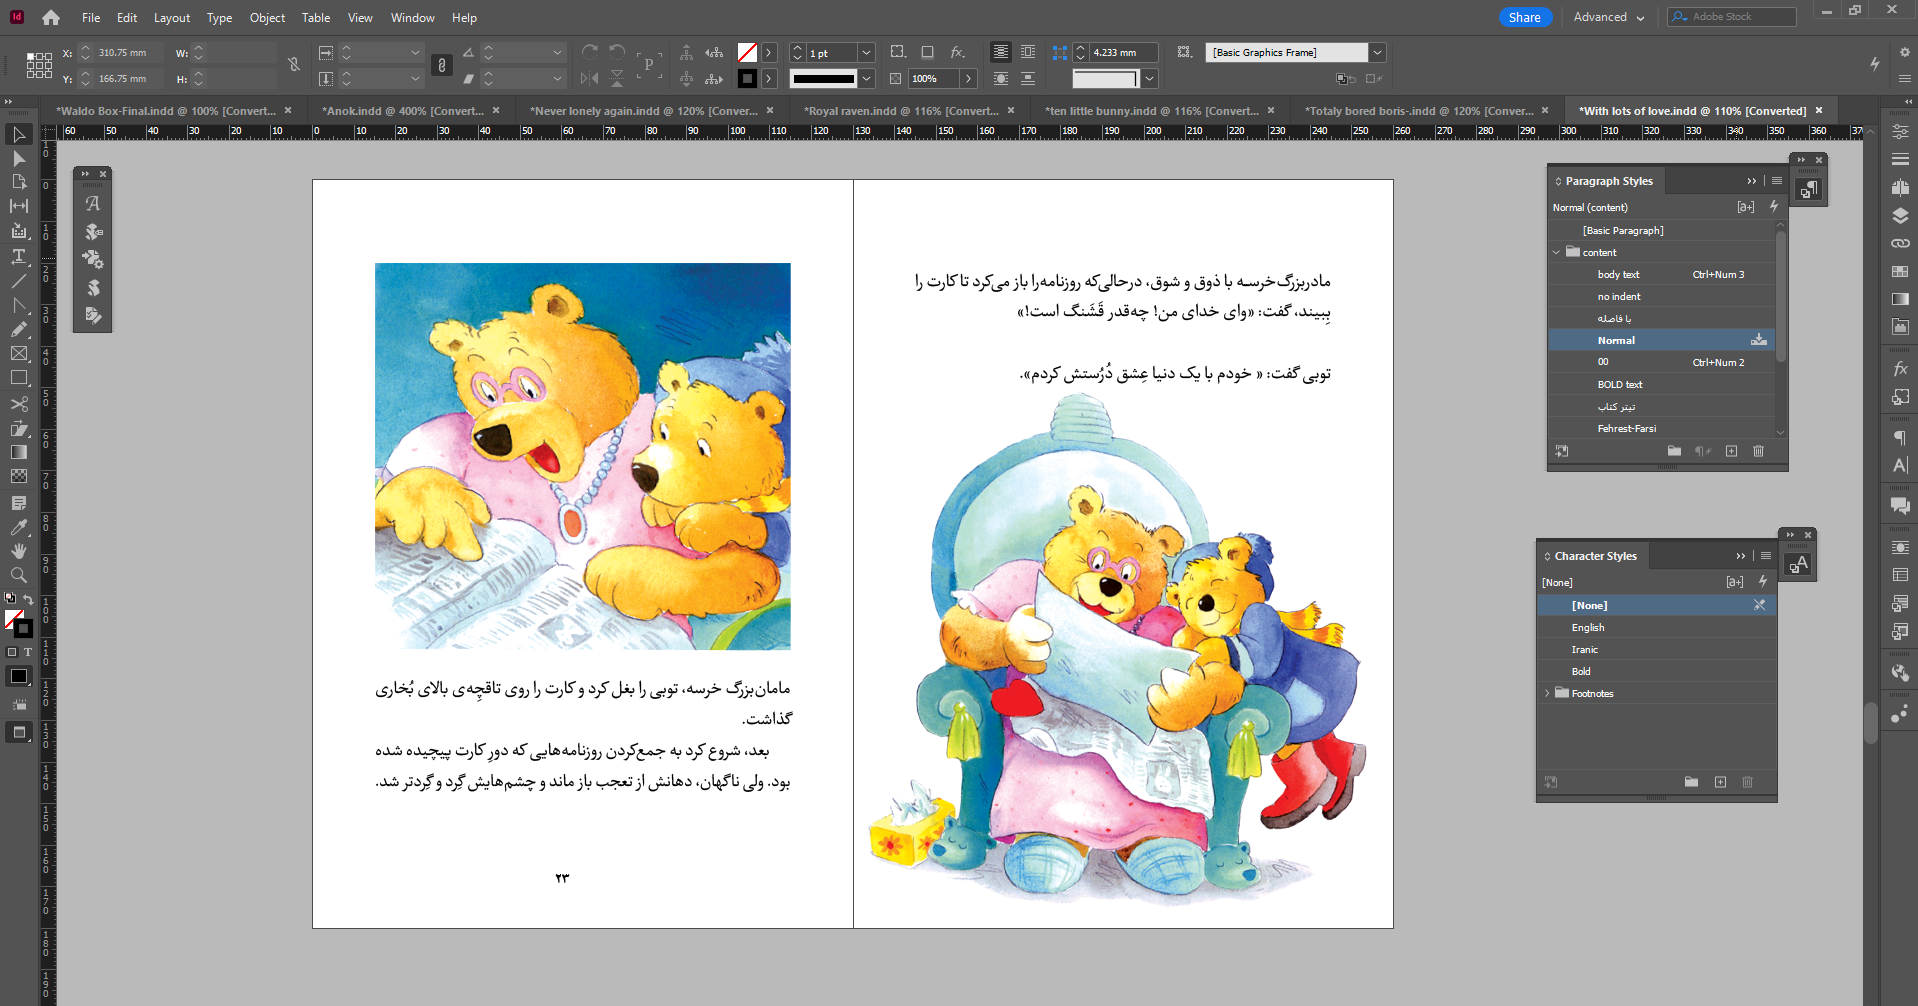 File Edit Layout Type Object Table View Window Help
Share Advanced Adobe Stock
X: 310.75 mm W: 1 pt 4.233 mm [Basic Graphics Frame]
Y: 166.75 mm H: 100%
*Waldo Box-Final.indd @ 100% [Convert... *Anok.indd @ 400% [Convert... *Never lonely again.indd @ 120% [Conver... *Royal raven.indd @ 116% [Convert... *ten little bunny.indd @ 116% [Converte... *Totaly bored boris-.indd @ 120% [Conver... *With lots of love.indd @ 110% [Converted]
60 50 40 30 20 10 0 10 20 30 40 50 60 70 80 90 100 110 120 130 140 150 160 170 180 190 200 210 220 230 240 250 260 270 280 290 300 310 320 330 340 350 360 370
مادربزرگ خرسـه با ذوق و شوق، درحالی‌که روزنامه‌را باز می‌کرد تا کارت را
بِبیند، گفت: «وای خدای من! چه‌قدر قَشَنگ است!»
توبی گفت: « خودم با یک دنیا عِشق دُرُستش کردم».
مامان‌بزرگ خرسه، توبی را بغل کرد و کارت را روی تاقچِه‌ی بالای بُخاری
گذاشت.
بعد، شروع کرد به جمع‌کردن روزنامه‌هایی که دورِ کارت پیچیده شده
بود. ولی ناگهان، دهانش از تعجب باز ماند و چشم‌هایش گِرد و گِردتر شد.
۲۳
Paragraph Styles
Normal (content)
[Basic Paragraph]
content
body text Ctrl+Num 3
no indent
با فاصله
Normal
00 Ctrl+Num 2
BOLD text
تیتر کتاب
Fehrest-Farsi
Character Styles
[None]
[None]
English
Iranic
Bold
Footnotes